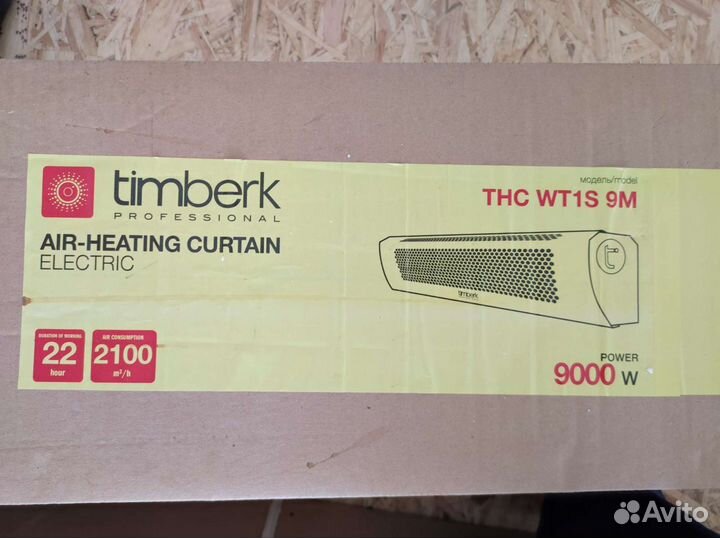 timberk
PROFESSIONAL
AIR-HEATING CURTAIN
ELECTRIC
модель/model
THC WT1S 9M
timberk
DURATION OF WORKING
22
hour
AIR CONSUMPTION
2100
m³/h
POWER
9000 W
Avito